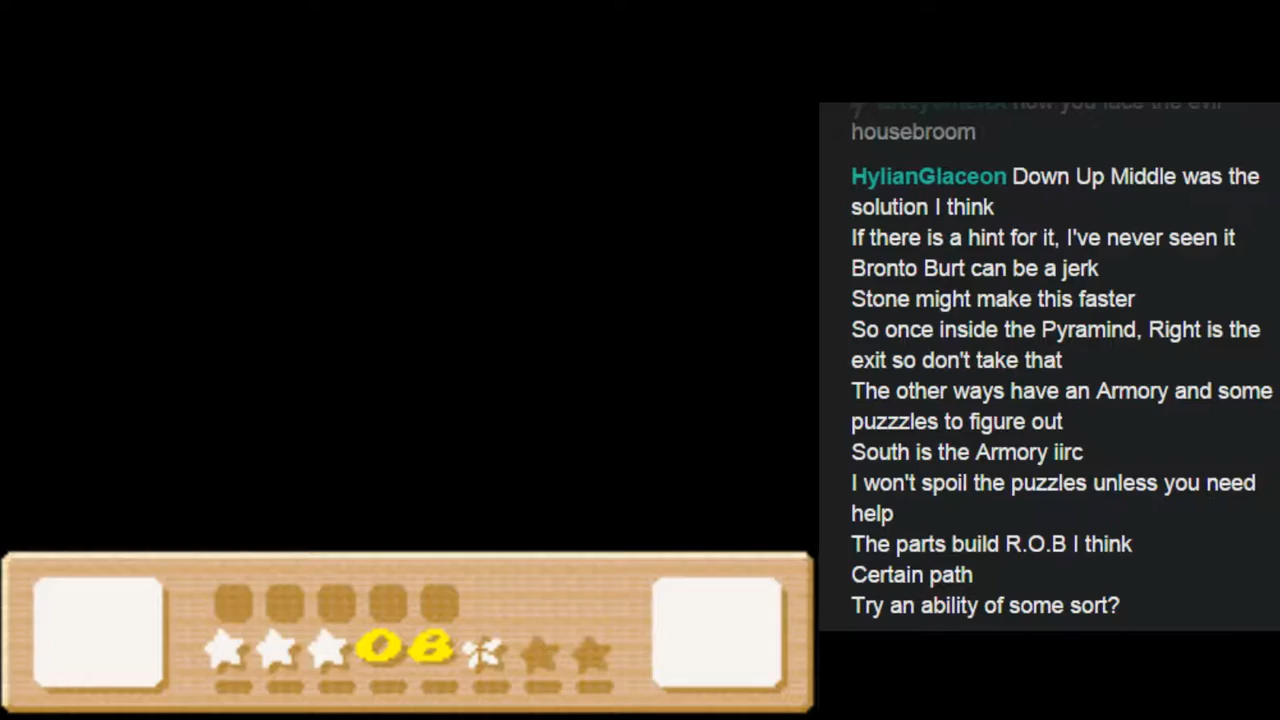 housebroom
HylianGlaceon Down Up Middle was the
solution I think
If there is a hint for it, I've never seen it
Bronto Burt can be a jerk
Stone might make this faster
So once inside the Pyramind, Right is the
exit so don't take that
The other ways have an Armory and some
puzzzles to figure out
South is the Armory iirc
I won't spoil the puzzles unless you need
help
The parts build R.O.B I think
Certain path
Try an ability of some sort?
OB